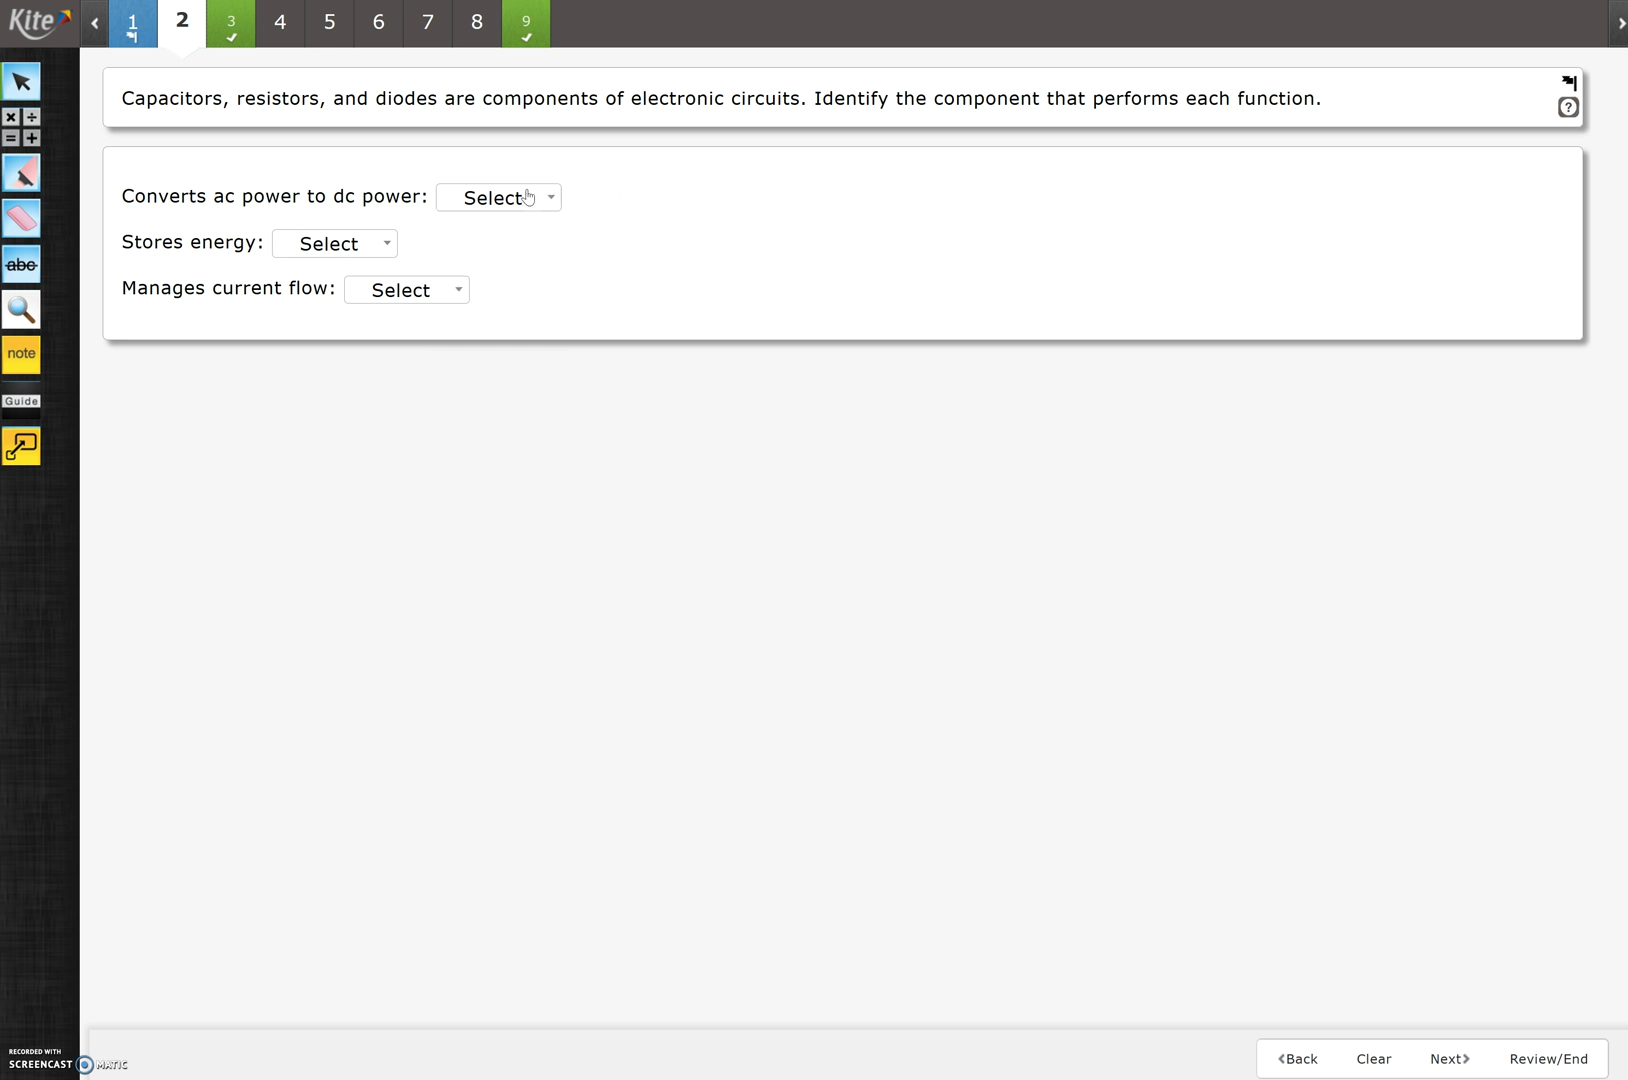 Kite
1 2 3 4 5 6 7 8 9
Capacitors, resistors, and diodes are components of electronic circuits. Identify the component that performs each function.
Converts ac power to dc power: Select
Stores energy: Select
Manages current flow: Select
abc
note
Guide
RECORDED WITH
SCREENCAST MATIC
Back Clear Next Review/End